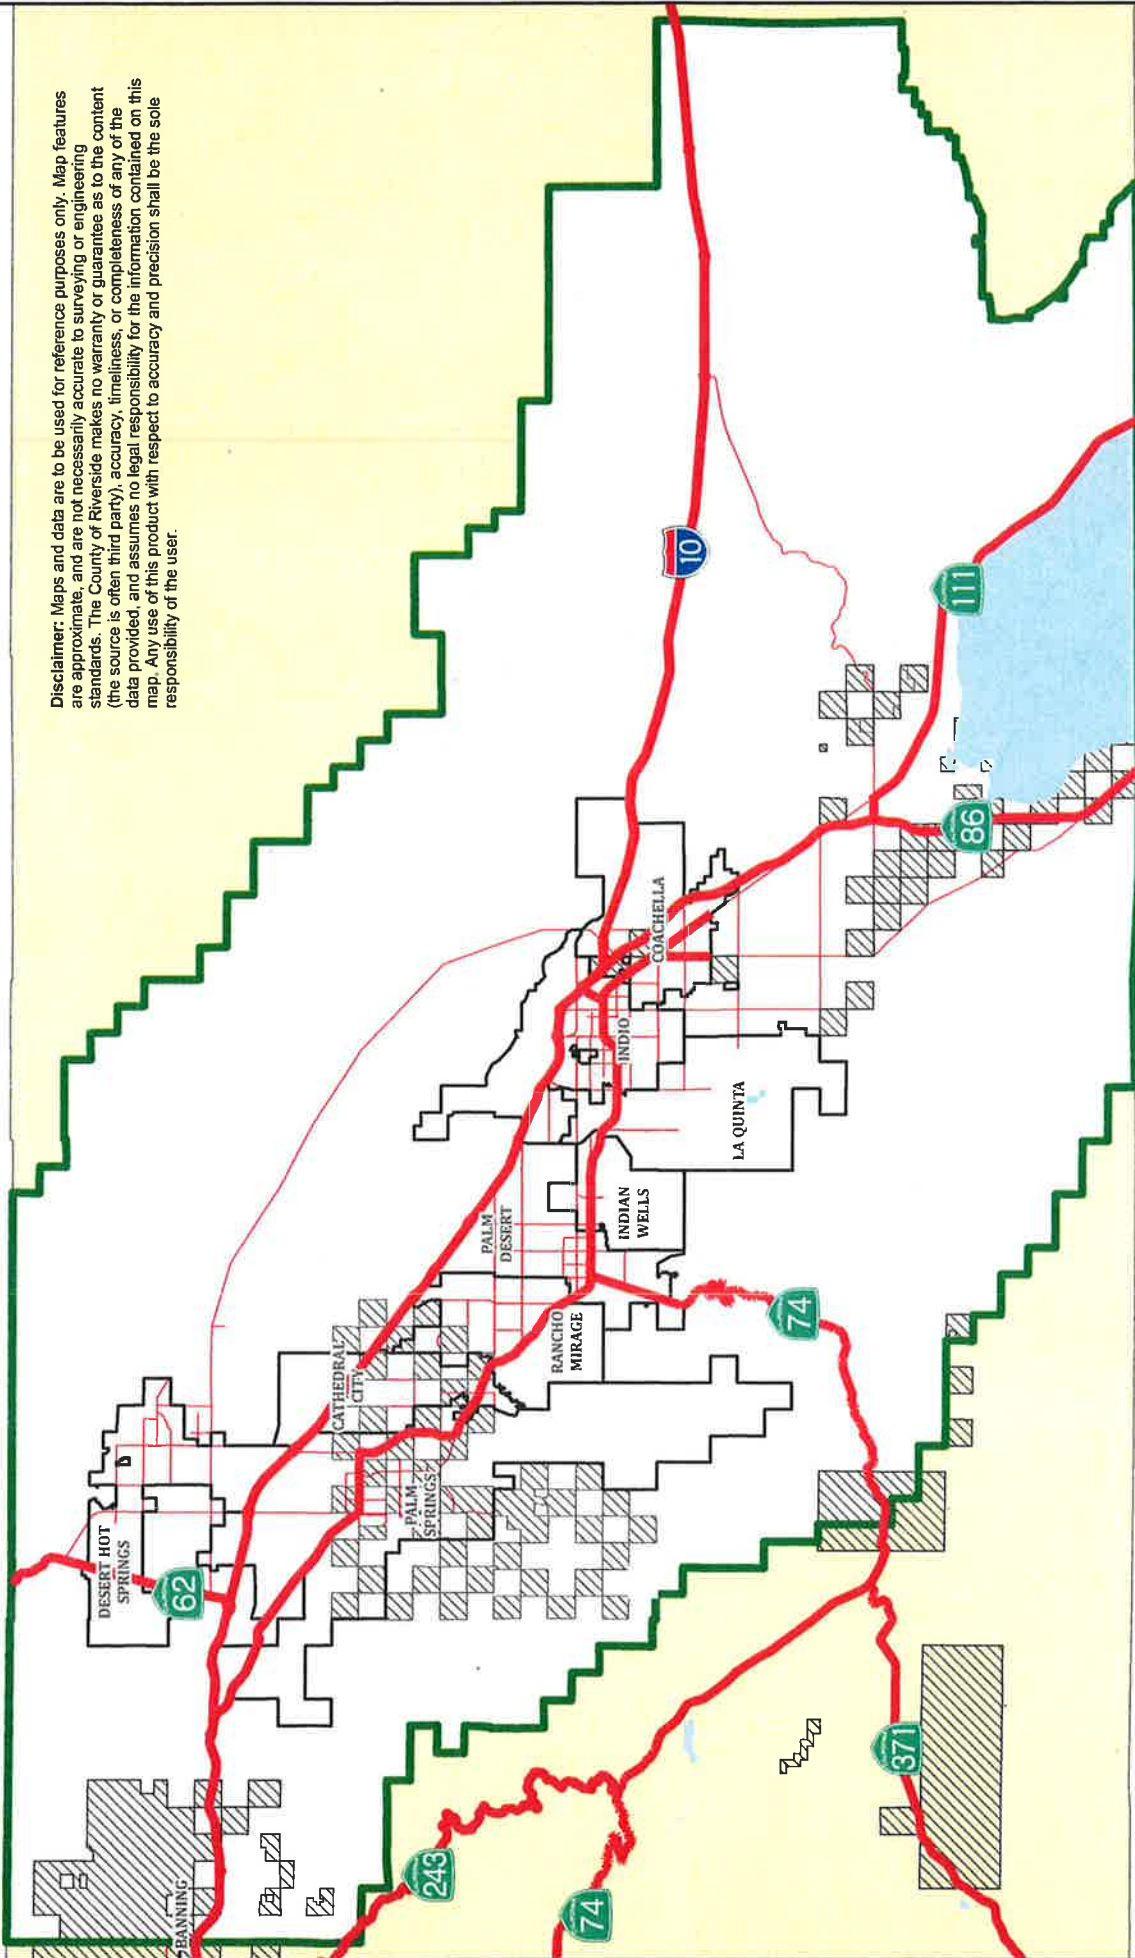 Disclaimer: Maps and data are to be used for reference purposes only. Map features
are approximate, and are not necessarily accurate to surveying or engineering
standards. The County of Riverside makes no warranty or guarantee as to the content
(the source is often third party), accuracy, timeliness, or completeness of any of the
data provided, and assumes no legal responsibility for the information contained on this
map. Any use of this product with respect to accuracy and precision shall be the sole
responsibility of the user.
BANNING
DESERT HOT
SPRINGS
62
CATHEDRAL
CITY
PALM
SPRINGS
PALM
DESERT
RANCHO
MIRAGE
INDIAN
WELLS
INDIO
LA QUINTA
COACHELLA
10
111
86
74
243
74
371